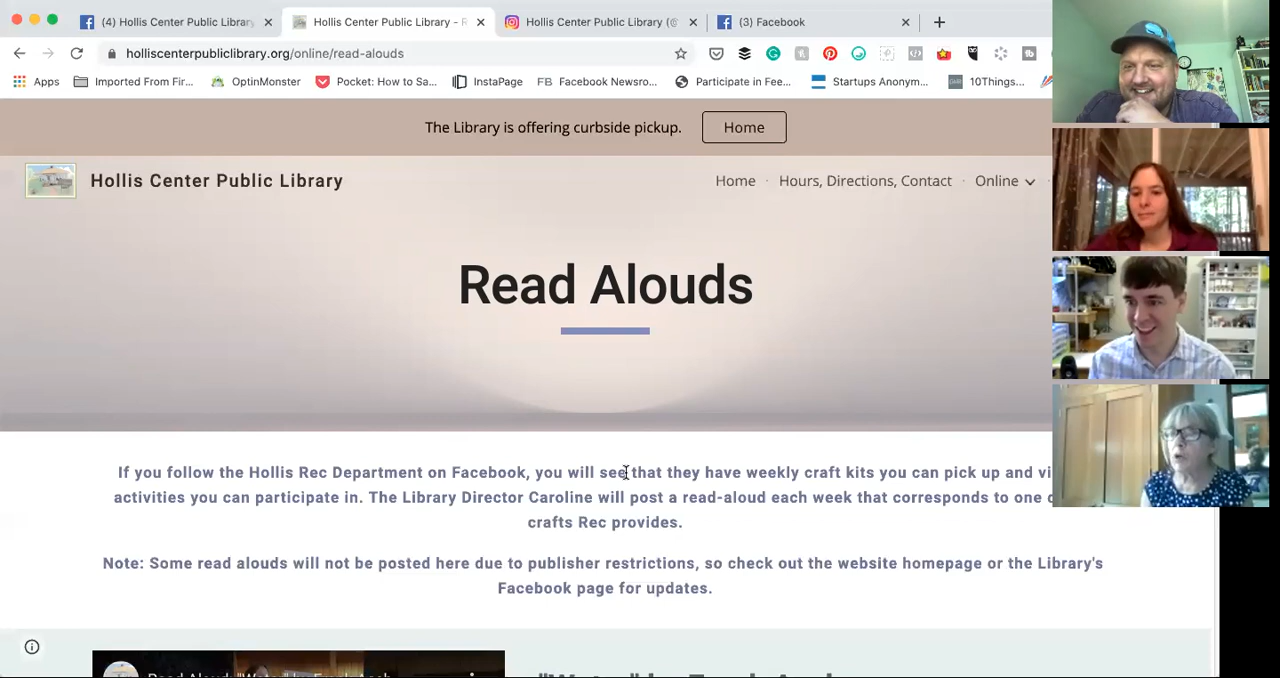 (4) Hollis Center Public Library
Hollis Center Public Library – R
Hollis Center Public Library (@
(3) Facebook
holliscenterpubliclibrary.org/online/read-alouds
Apps
Imported From Fir...
OptinMonster
Pocket: How to Sa...
InstaPage
FB Facebook Newsroo...
Participate in Fee...
Startups Anonym...
10Things...
The Library is offering curbside pickup.
Home
Hollis Center Public Library
Home · Hours, Directions, Contact · Online ·
Read Alouds
If you follow the Hollis Rec Department on Facebook, you will see that they have weekly craft kits you can pick up and vi
activities you can participate in. The Library Director Caroline will post a read-aloud each week that corresponds to one
crafts Rec provides.
Note: Some read alouds will not be posted here due to publisher restrictions, so check out the website homepage or the Library's
Facebook page for updates.